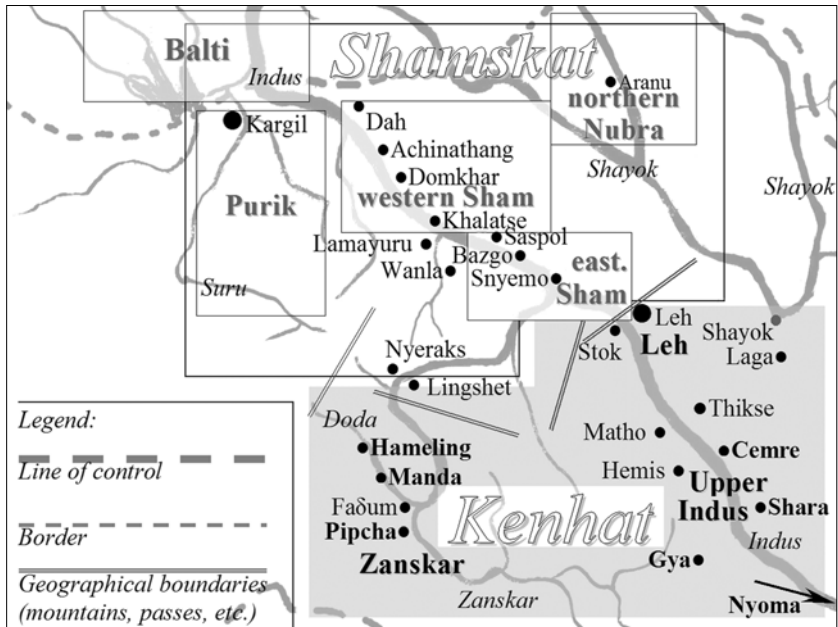 Balti
Indus
Shamskat
Aranu
northern
Nubra
Kargil
Dah
Achinathang
Domkhar
western Sham
Shayok
Shayok
Purik
Khalatse
Lamayuru
Saspol
Bazgo
Wanla
Snyemo
east.
Sham
Suru
Leh
Leh
Stok
Shayok
Laga
Nyeraks
Lingshet
Thikse
Legend:
Doda
Matho
Hameling
Cemre
Line of control
Manda
Hemis
Upper
Indus
Faðum
Kenhat
Shara
Border
Pipcha
Indus
Zanskar
Gya
Geographical boundaries
(mountains, passes, etc.)
Zanskar
Nyoma